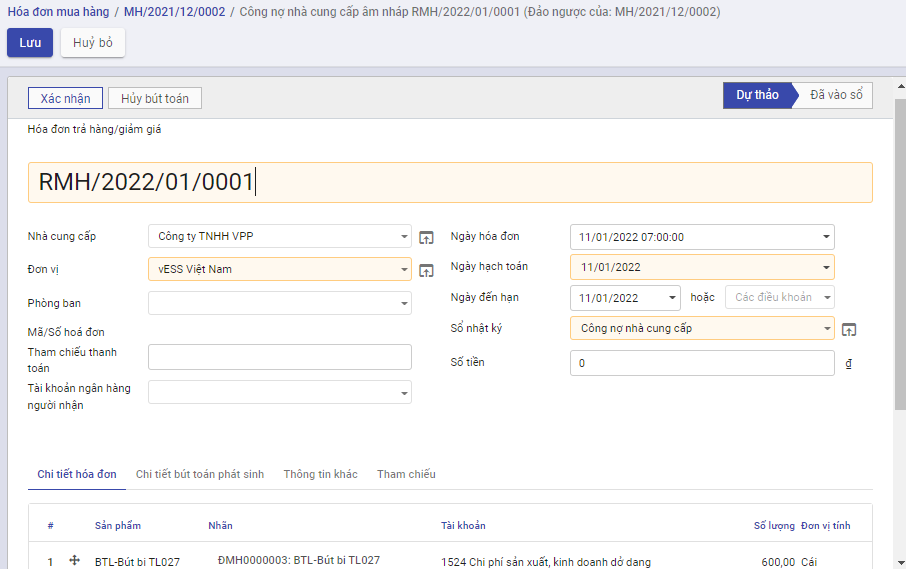 Hóa đơn mua hàng / MH/2021/12/0002 / Công nợ nhà cung cấp âm nháp RMH/2022/01/0001 (Đảo ngược của: MH/2021/12/0002)
Lưu Huỷ bỏ
Xác nhận Hủy bút toán Dự thảo Đã vào sổ
Hóa đơn trả hàng/giảm giá
RMH/2022/01/0001
Nhà cung cấp Công ty TNHH VPP Ngày hóa đơn 11/01/2022 07:00:00
Đơn vị vESS Việt Nam Ngày hạch toán 11/01/2022
Phòng ban Ngày đến hạn 11/01/2022 hoặc Các điều khoản
Mã/Số hoá đơn Sổ nhật ký Công nợ nhà cung cấp
Tham chiếu thanh
toán Số tiền 0 ₫
Tài khoản ngân hàng
người nhận
Chi tiết hóa đơn Chi tiết bút toán phát sinh Thông tin khác Tham chiếu
# Sản phẩm Nhãn Tài khoản Số lượng Đơn vị tính
1 BTL-Bút bi TL027 ĐMH0000003: BTL-Bút bi TL027 1524 Chi phí sản xuất, kinh doanh dở dang 600,00 Cái